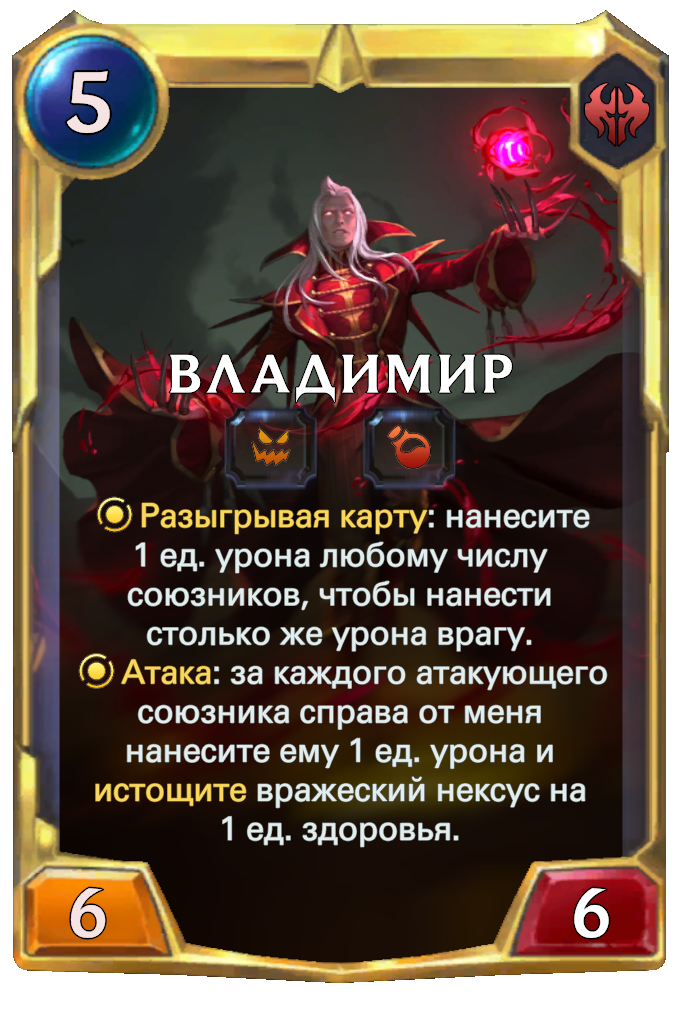 5
ВЛАДИМИР
Разыгрывая карту: нанесите
1 ед. урона любому числу
союзников, чтобы нанести
столько же урона врагу.
Атака: за каждого атакующего
союзника справа от меня
нанесите ему 1 ед. урона и
истощите вражеский нексус на
1 ед. здоровья.
6
6